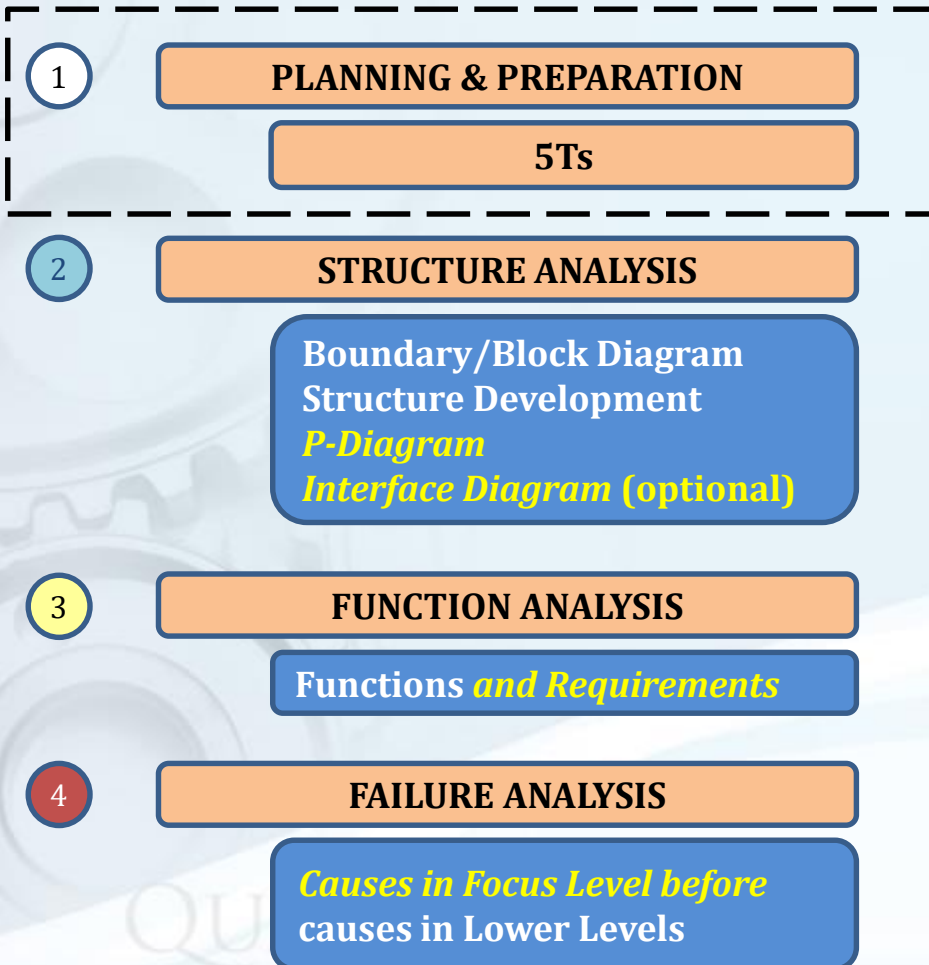 1
PLANNING & PREPARATION
5Ts
2
STRUCTURE ANALYSIS
Boundary/Block Diagram
Structure Development
P-Diagram
Interface Diagram (optional)
3
FUNCTION ANALYSIS
Functions and Requirements
4
FAILURE ANALYSIS
Causes in Focus Level before
causes in Lower Levels
QU